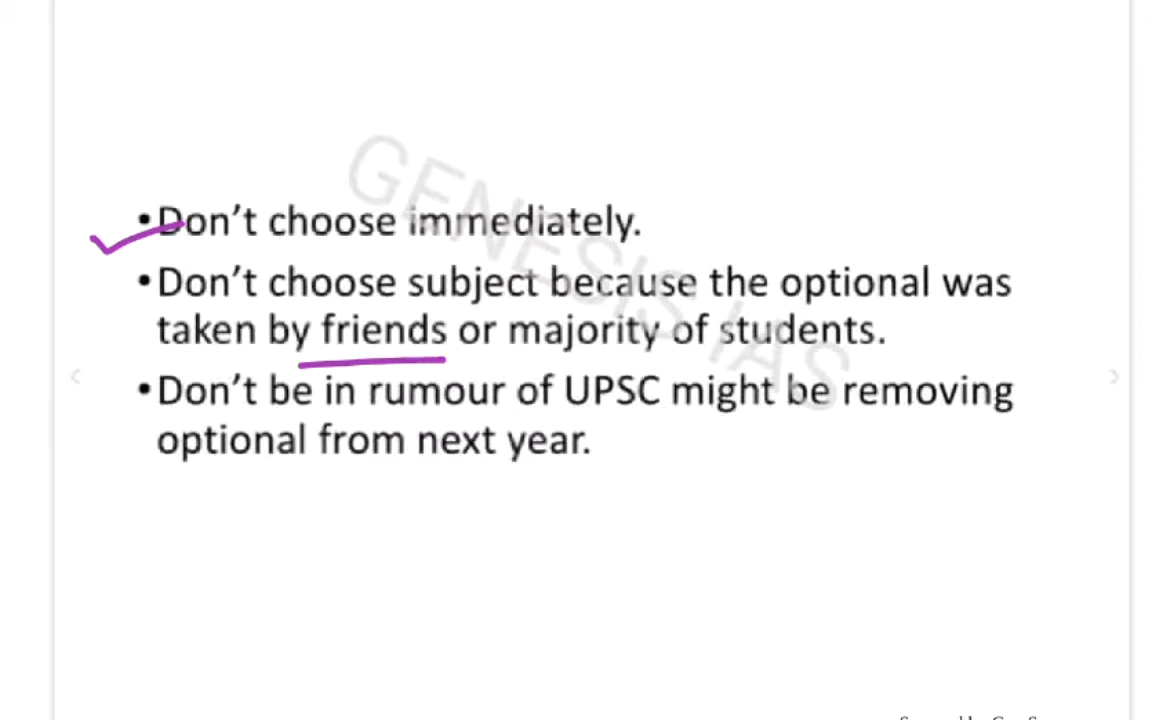 •Don’t choose immediately.
•Don’t choose subject because the optional was
taken by friends or majority of students.
•Don’t be in rumour of UPSC might be removing
optional from next year.
GENESIS IAS